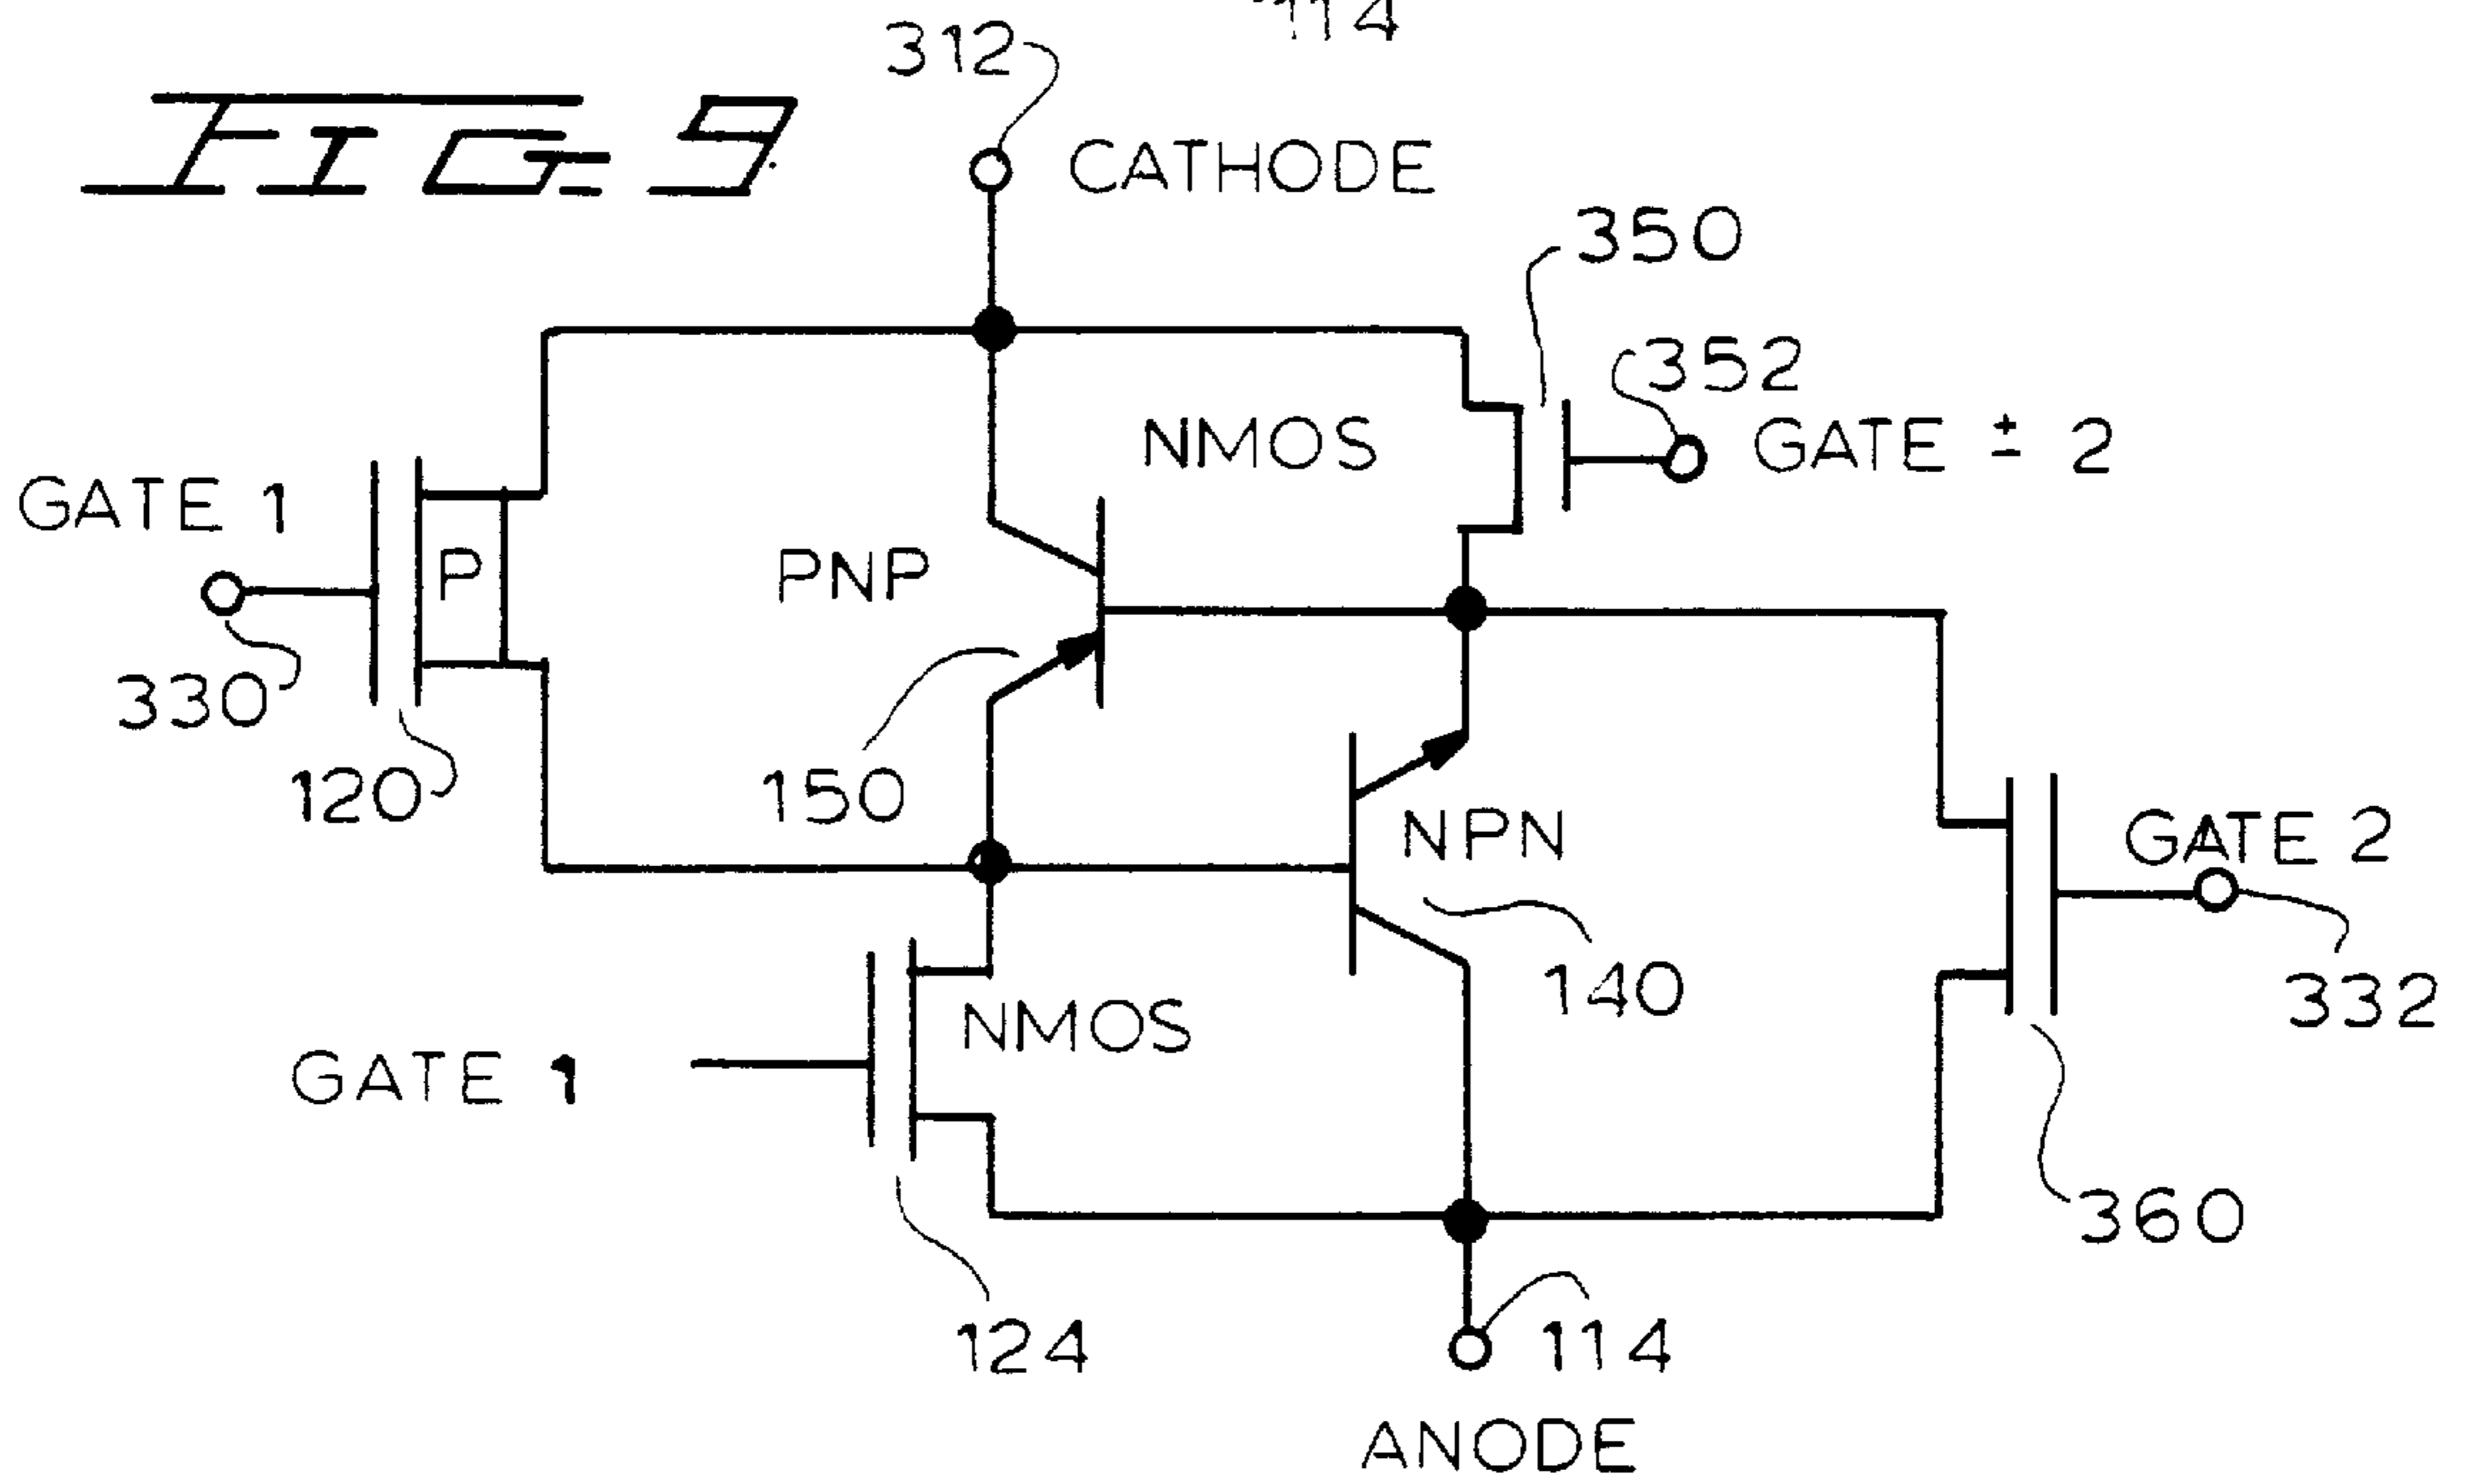 114
312
FIG. 9.
CATHODE
350
352
NMOS
GATE ± 2
GATE 1
P
PNP
330
120
150
NPN
GATE 2
140
332
NMOS
GATE 1
360
124
114
ANODE